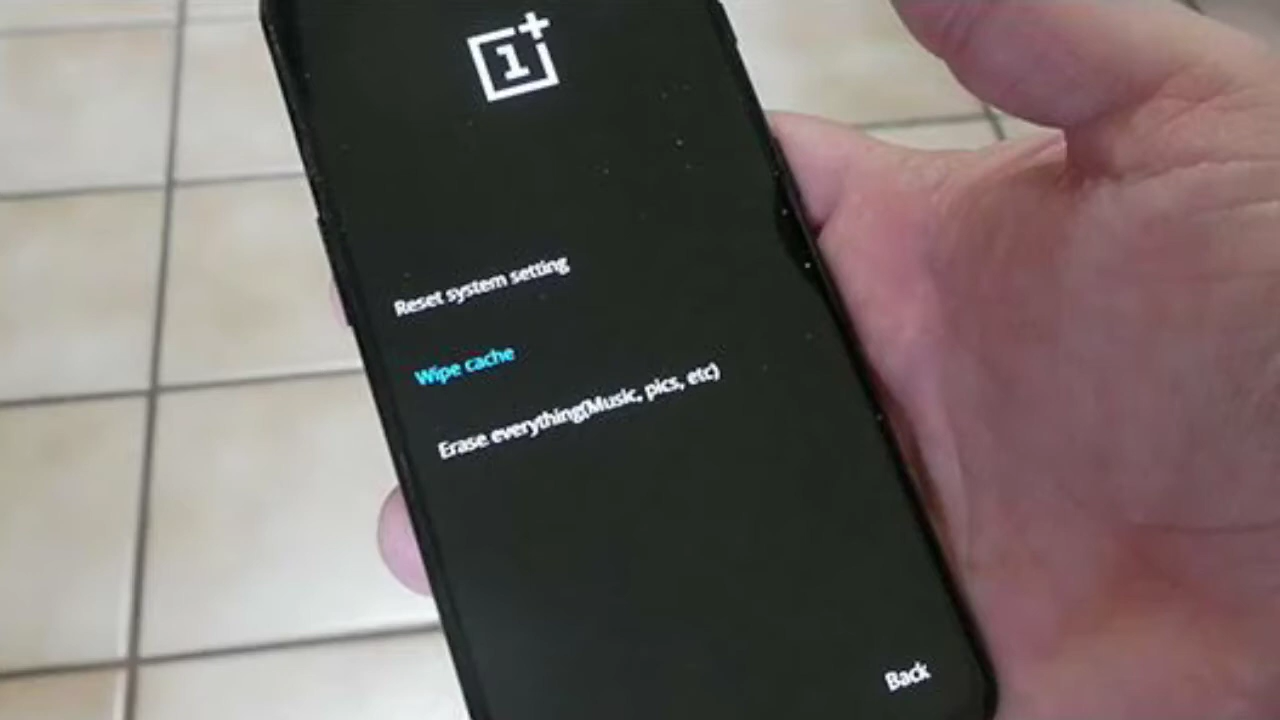 1+
Reset system setting
Wipe cache
Erase everything(Music, pics, etc)
Back